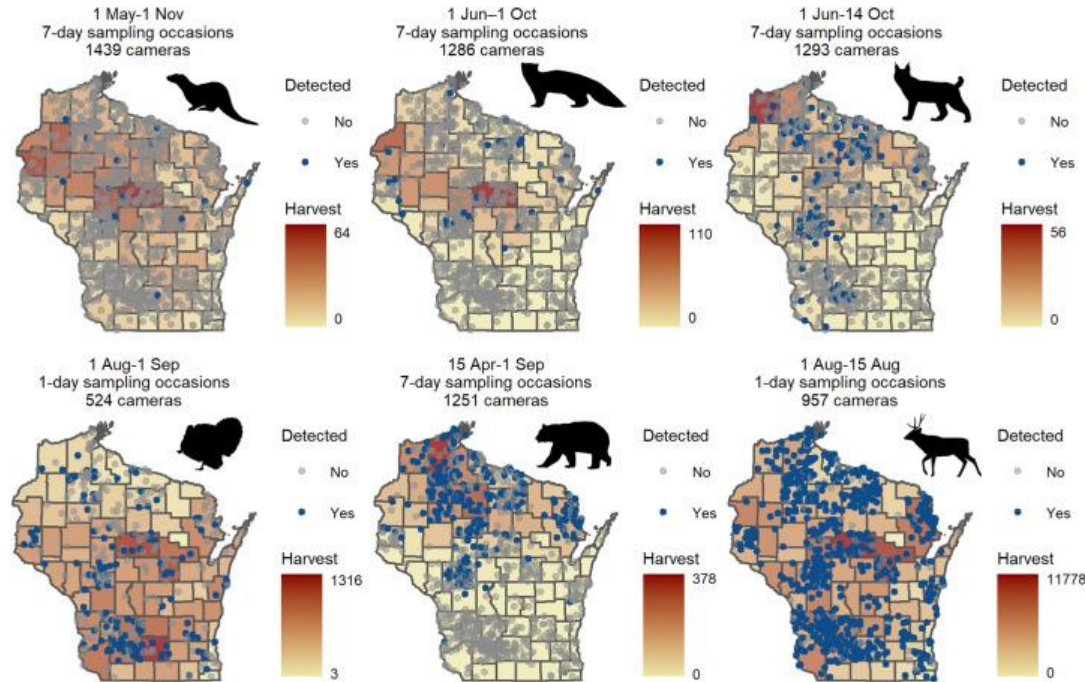 1 May-1 Nov
7-day sampling occasions
1439 cameras
Detected
No
Yes
Harvest
64
0
1 Jun–1 Oct
7-day sampling occasions
1286 cameras
Detected
No
Yes
Harvest
110
0
1 Jun-14 Oct
7-day sampling occasions
1293 cameras
Detected
No
Yes
Harvest
56
0
1 Aug-1 Sep
1-day sampling occasions
524 cameras
Detected
No
Yes
Harvest
1316
3
15 Apr-1 Sep
7-day sampling occasions
1251 cameras
Detected
No
Yes
Harvest
378
0
1 Aug-15 Aug
1-day sampling occasions
957 cameras
Detected
No
Yes
Harvest
11778
0